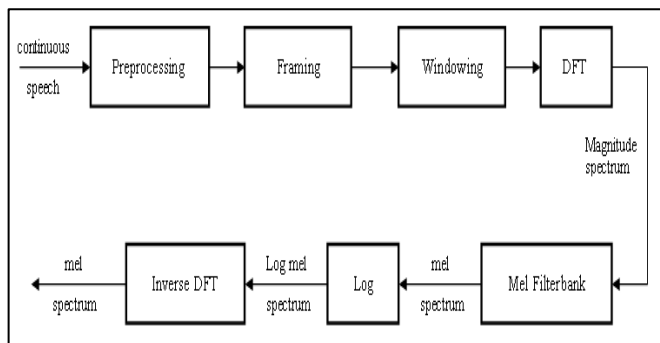 continuous
speech
Preprocessing
Framing
Windowing
DFT
Magnitude
spectrum
Mel Filterbank
mel
spectrum
Log
Log mel
spectrum
Inverse DFT
mel
spectrum